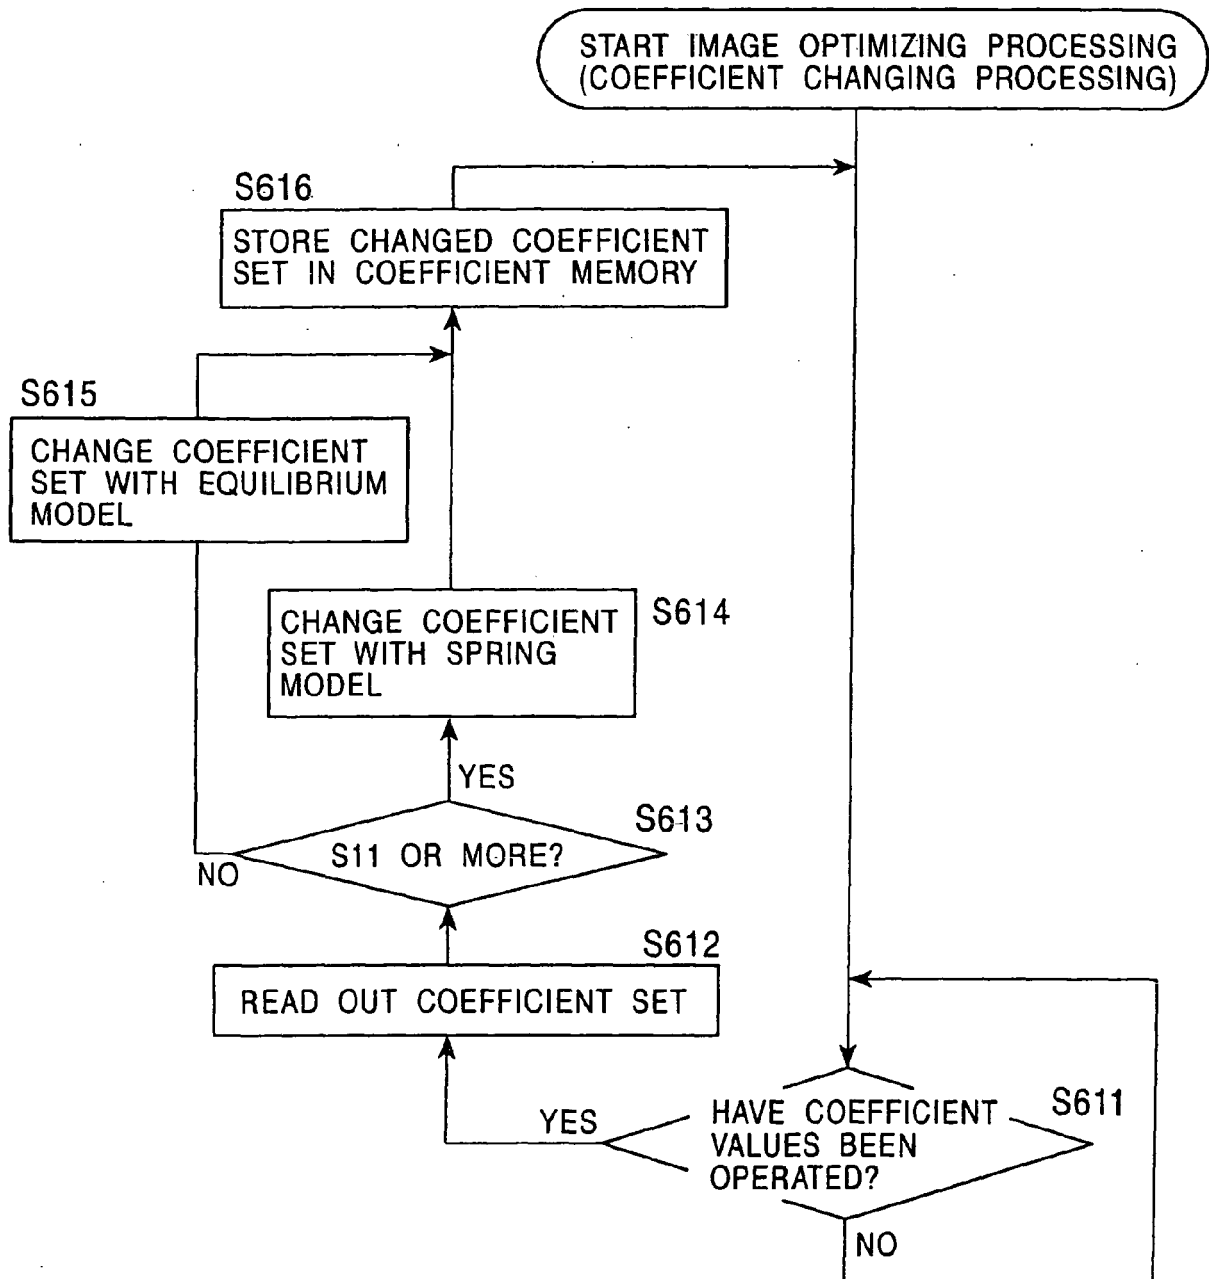 START IMAGE OPTIMIZING PROCESSING
(COEFFICIENT CHANGING PROCESSING)
S616
STORE CHANGED COEFFICIENT
SET IN COEFFICIENT MEMORY
S615
CHANGE COEFFICIENT
SET WITH EQUILIBRIUM
MODEL
S614
CHANGE COEFFICIENT
SET WITH SPRING
MODEL
YES
S613
S11 OR MORE?
NO
S612
READ OUT COEFFICIENT SET
S611
YES
HAVE COEFFICIENT
VALUES BEEN
OPERATED?
NO